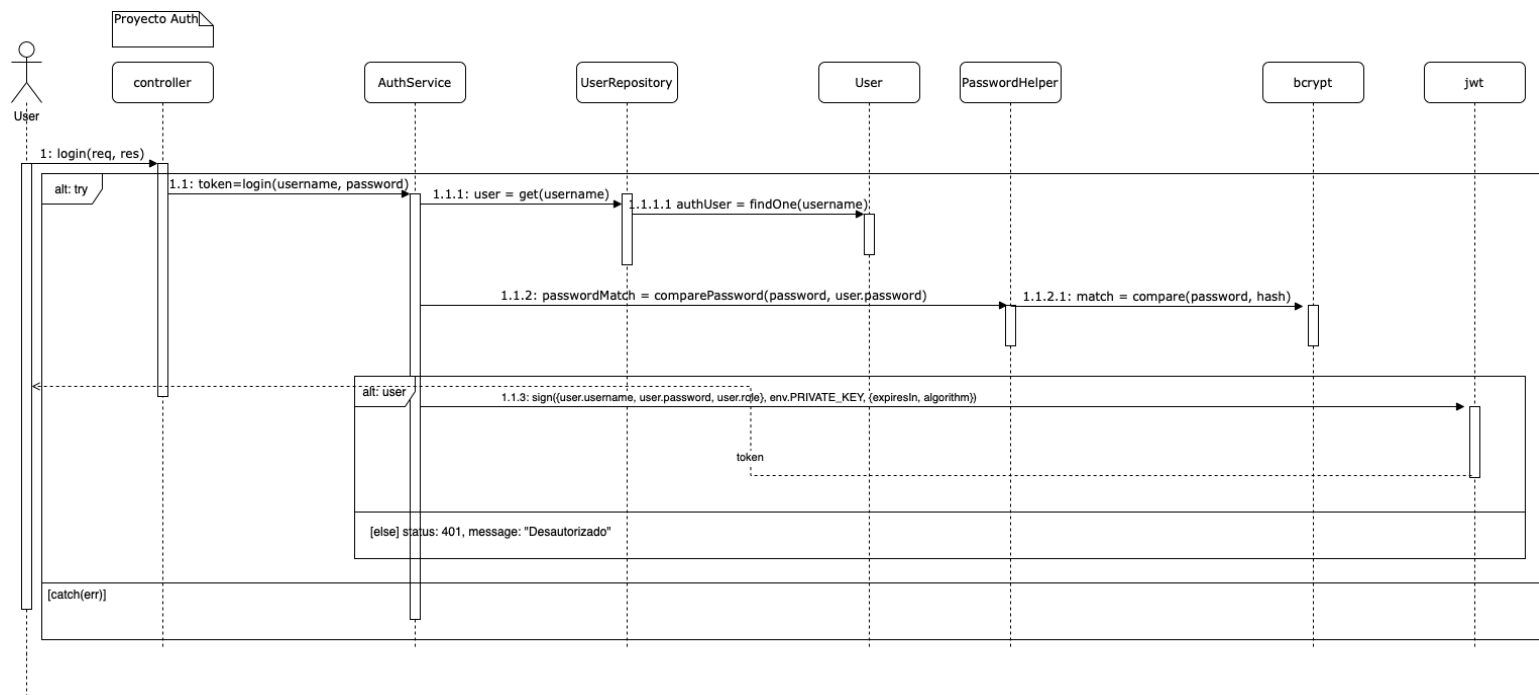 Proyecto Auth
controller
AuthService
UserRepository
User
PasswordHelper
bcrypt
jwt
User
1: login(req, res)
alt: try
1.1: token=login(username, password)
1.1.1: user = get(username)
1.1.1.1 authUser = findOne(username)
1.1.2: passwordMatch = comparePassword(password, user.password)
1.1.2.1: match = compare(password, hash)
alt: user
1.1.3: sign({user.username, user.password, user.role}, env.PRIVATE_KEY, {expiresIn, algorithm})
token
[else] status: 401, message: "Desautorizado"
[catch(err)]